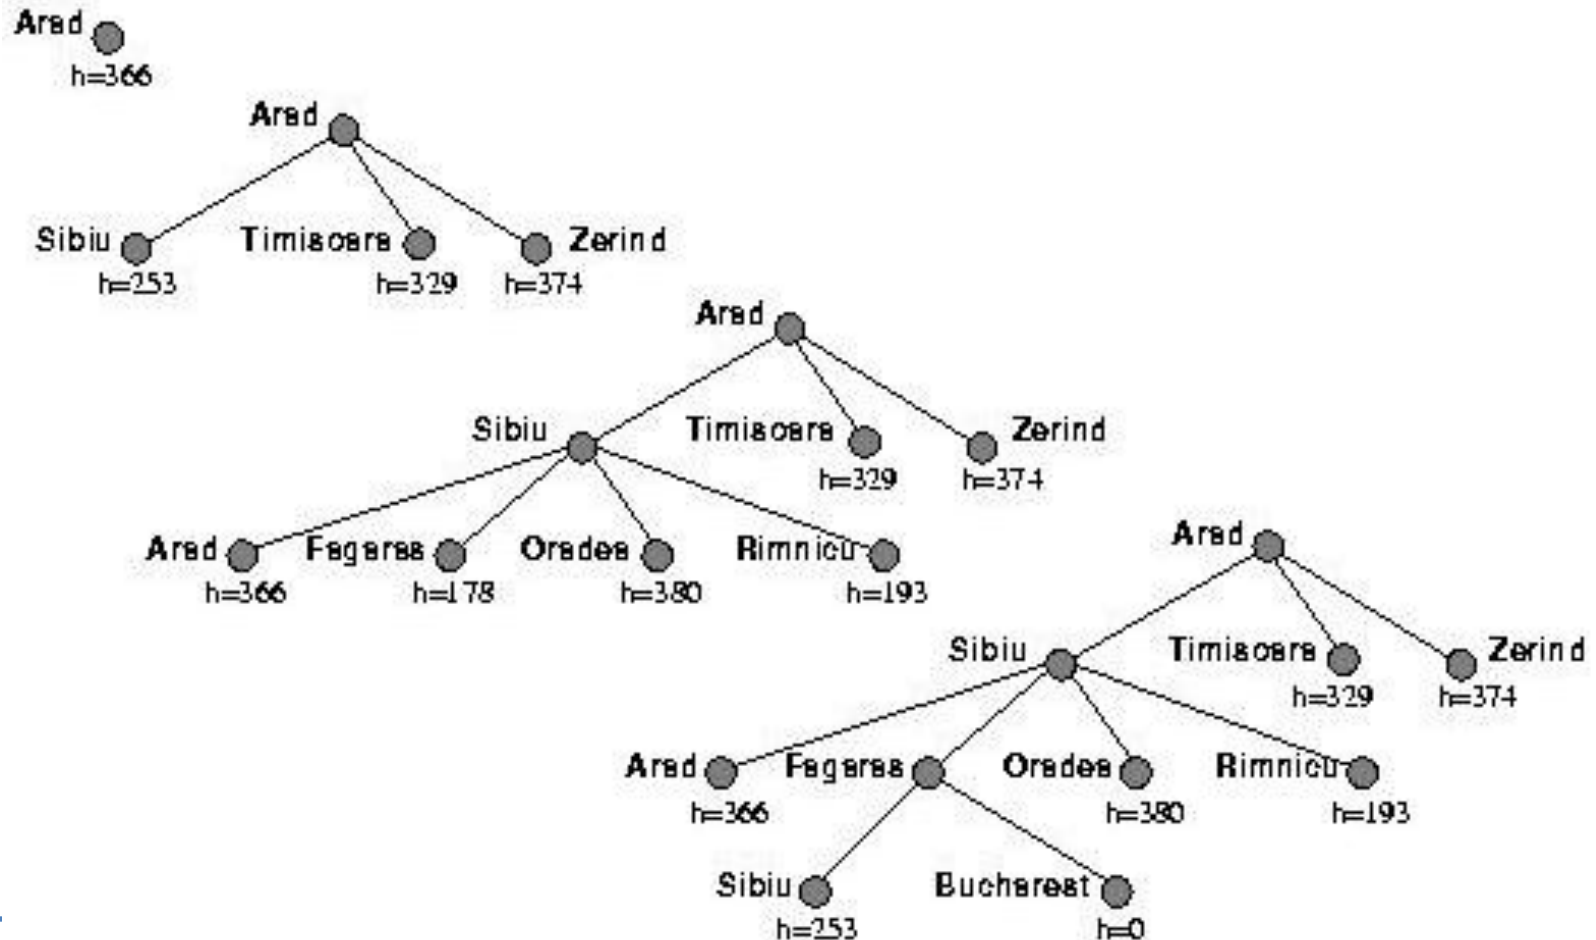 Arad
h=366
Arad
Sibiu
Timisoara
Zerind
h=253
h=329
h=374
Arad
Sibiu
Timisoara
Zerind
h=329
h=374
Arad
Fagaras
Oradea
Rimnicu
h=366
h=178
h=380
h=193
Arad
Sibiu
Timisoara
Zerind
h=329
h=374
Arad
Fagaras
Oradea
Rimnicu
h=366
h=380
h=193
Sibiu
Bucharest
h=253
h=0